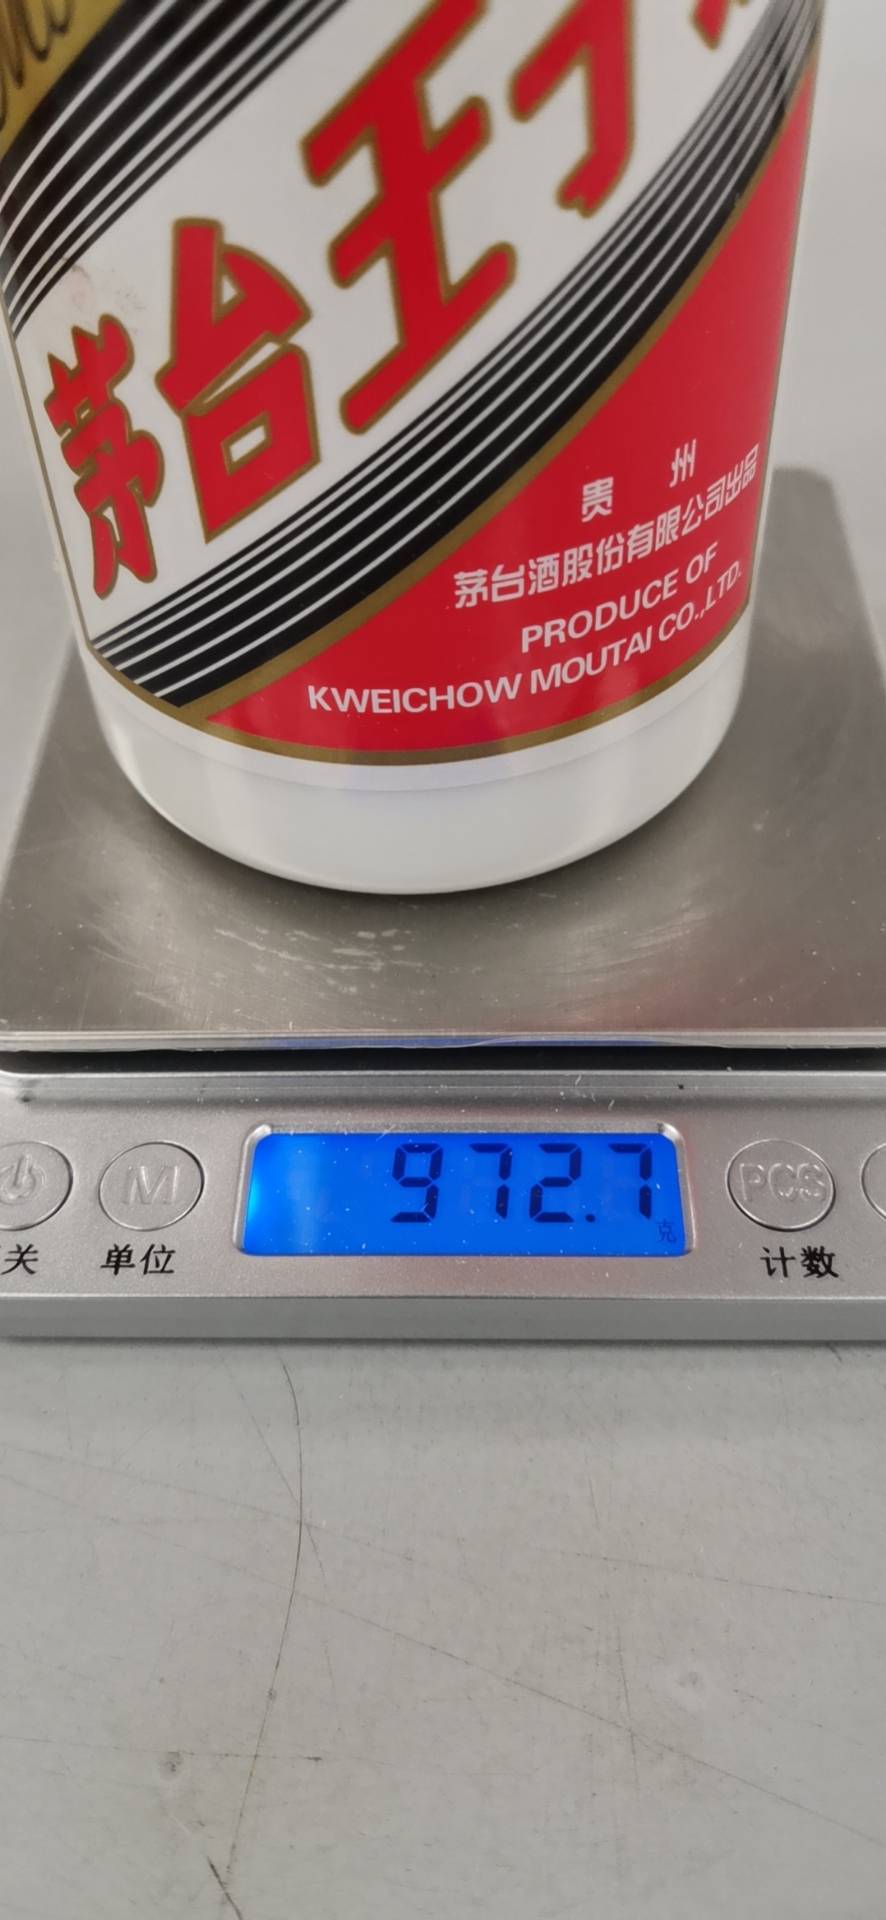 茅台王子
贵州
茅台酒股份有限公司出品
PRODUCE OF
KWEICHOW MOUTAI CO.,LTD.
972.7
克
M
PCS
关
单位
计数